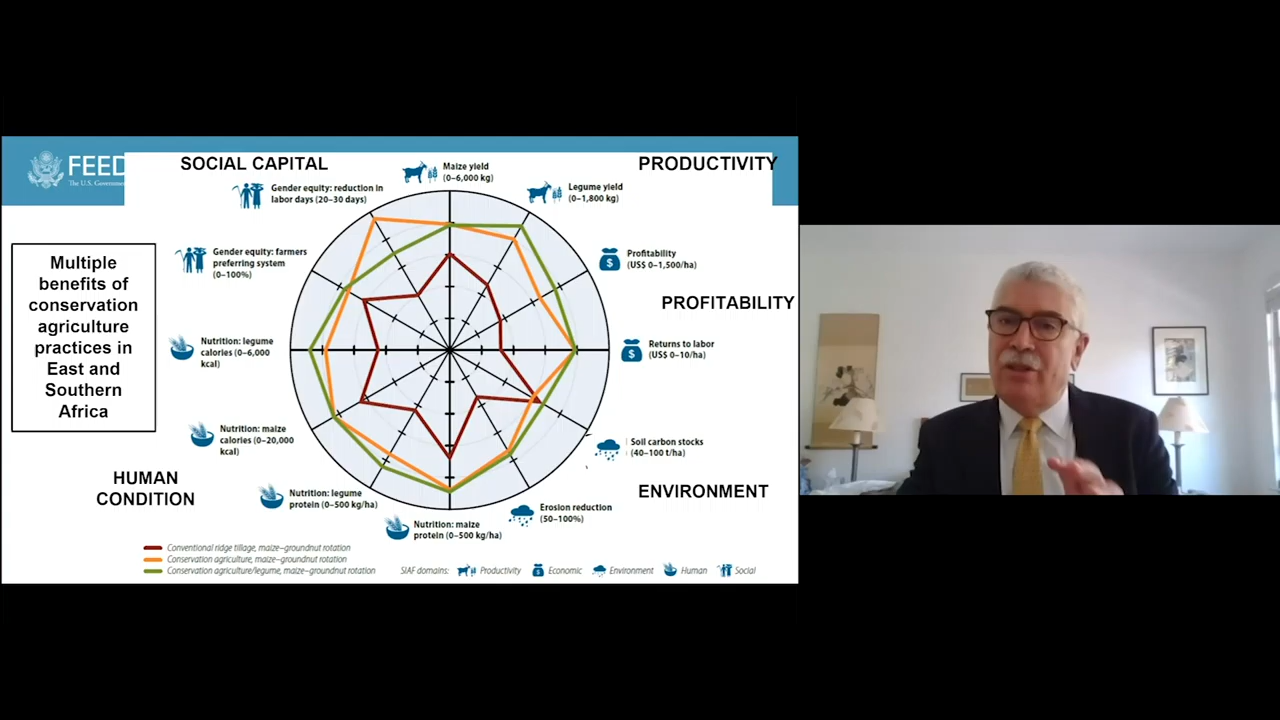 FEED
The U.S. Governmen
SOCIAL CAPITAL
PRODUCTIVITY
Maize yield
(0–6,000 kg)
Legume yield
(0–1,800 kg)
Gender equity: reduction in
labor days (20–30 days)
Gender equity: farmers
preferring system
(0–100%)
Profitability
(US$ 0–1,500/ha)
PROFITABILITY
Multiple
benefits of
conservation
agriculture
practices in
East and
Southern
Africa
Nutrition: legume
calories (0–6,000
kcal)
Returns to labor
(US$ 0–10/ha)
Nutrition: maize
calories (0–20,000
kcal)
Soil carbon stocks
(40–100 t/ha)
HUMAN
CONDITION
ENVIRONMENT
Nutrition: legume
protein (0–500 kg/ha)
Nutrition: maize
protein (0–500 kg/ha)
Erosion reduction
(50–100%)
Conventional ridge tillage, maize–groundnut rotation
Conservation agriculture, maize–groundnut rotation
Conservation agriculture/legume, maize–groundnut rotation
SIAF domains: Productivity Economic Environment Human Social